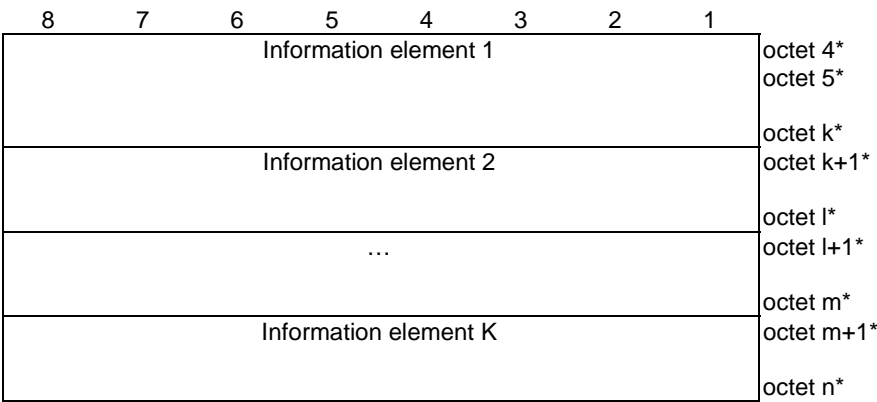 8 7 6 5 4 3 2 1
Information element 1 octet 4*
octet 5*
octet k*
Information element 2 octet k+1*
octet l*
… octet l+1*
octet m*
Information element K octet m+1*
octet n*